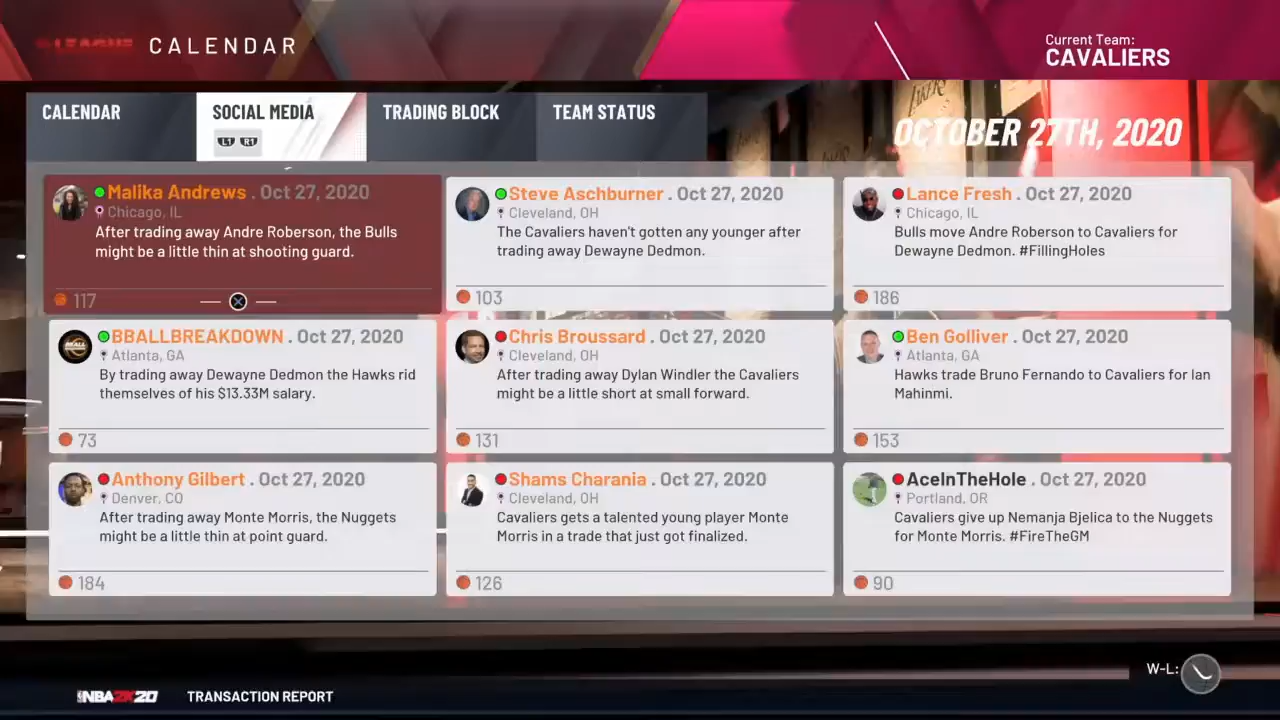 LEAGUE CALENDAR
Current Team:
CAVALIERS
CALENDAR
SOCIAL MEDIA
L1 R1
TRADING BLOCK
TEAM STATUS
OCTOBER 27TH, 2020
Malika Andrews . Oct 27, 2020
Chicago, IL
After trading away Andre Roberson, the Bulls
might be a little thin at shooting guard.
117
Steve Aschburner . Oct 27, 2020
Cleveland, OH
The Cavaliers haven't gotten any younger after
trading away Dewayne Dedmon.
103
Lance Fresh . Oct 27, 2020
Chicago, IL
Bulls move Andre Roberson to Cavaliers for
Dewayne Dedmon. #FillingHoles
186
BBALLBREAKDOWN . Oct 27, 2020
Atlanta, GA
By trading away Dewayne Dedmon the Hawks rid
themselves of his $13.33M salary.
73
Chris Broussard . Oct 27, 2020
Cleveland, OH
After trading away Dylan Windler the Cavaliers
might be a little short at small forward.
131
Ben Golliver . Oct 27, 2020
Atlanta, GA
Hawks trade Bruno Fernando to Cavaliers for Ian
Mahinmi.
153
Anthony Gilbert . Oct 27, 2020
Denver, CO
After trading away Monte Morris, the Nuggets
might be a little thin at point guard.
184
Shams Charania . Oct 27, 2020
Cleveland, OH
Cavaliers gets a talented young player Monte
Morris in a trade that just got finalized.
126
AceInTheHole . Oct 27, 2020
Portland, OR
Cavaliers give up Nemanja Bjelica to the Nuggets
for Monte Morris. #FireTheGM
90
W-L:
NBA2K20 TRANSACTION REPORT